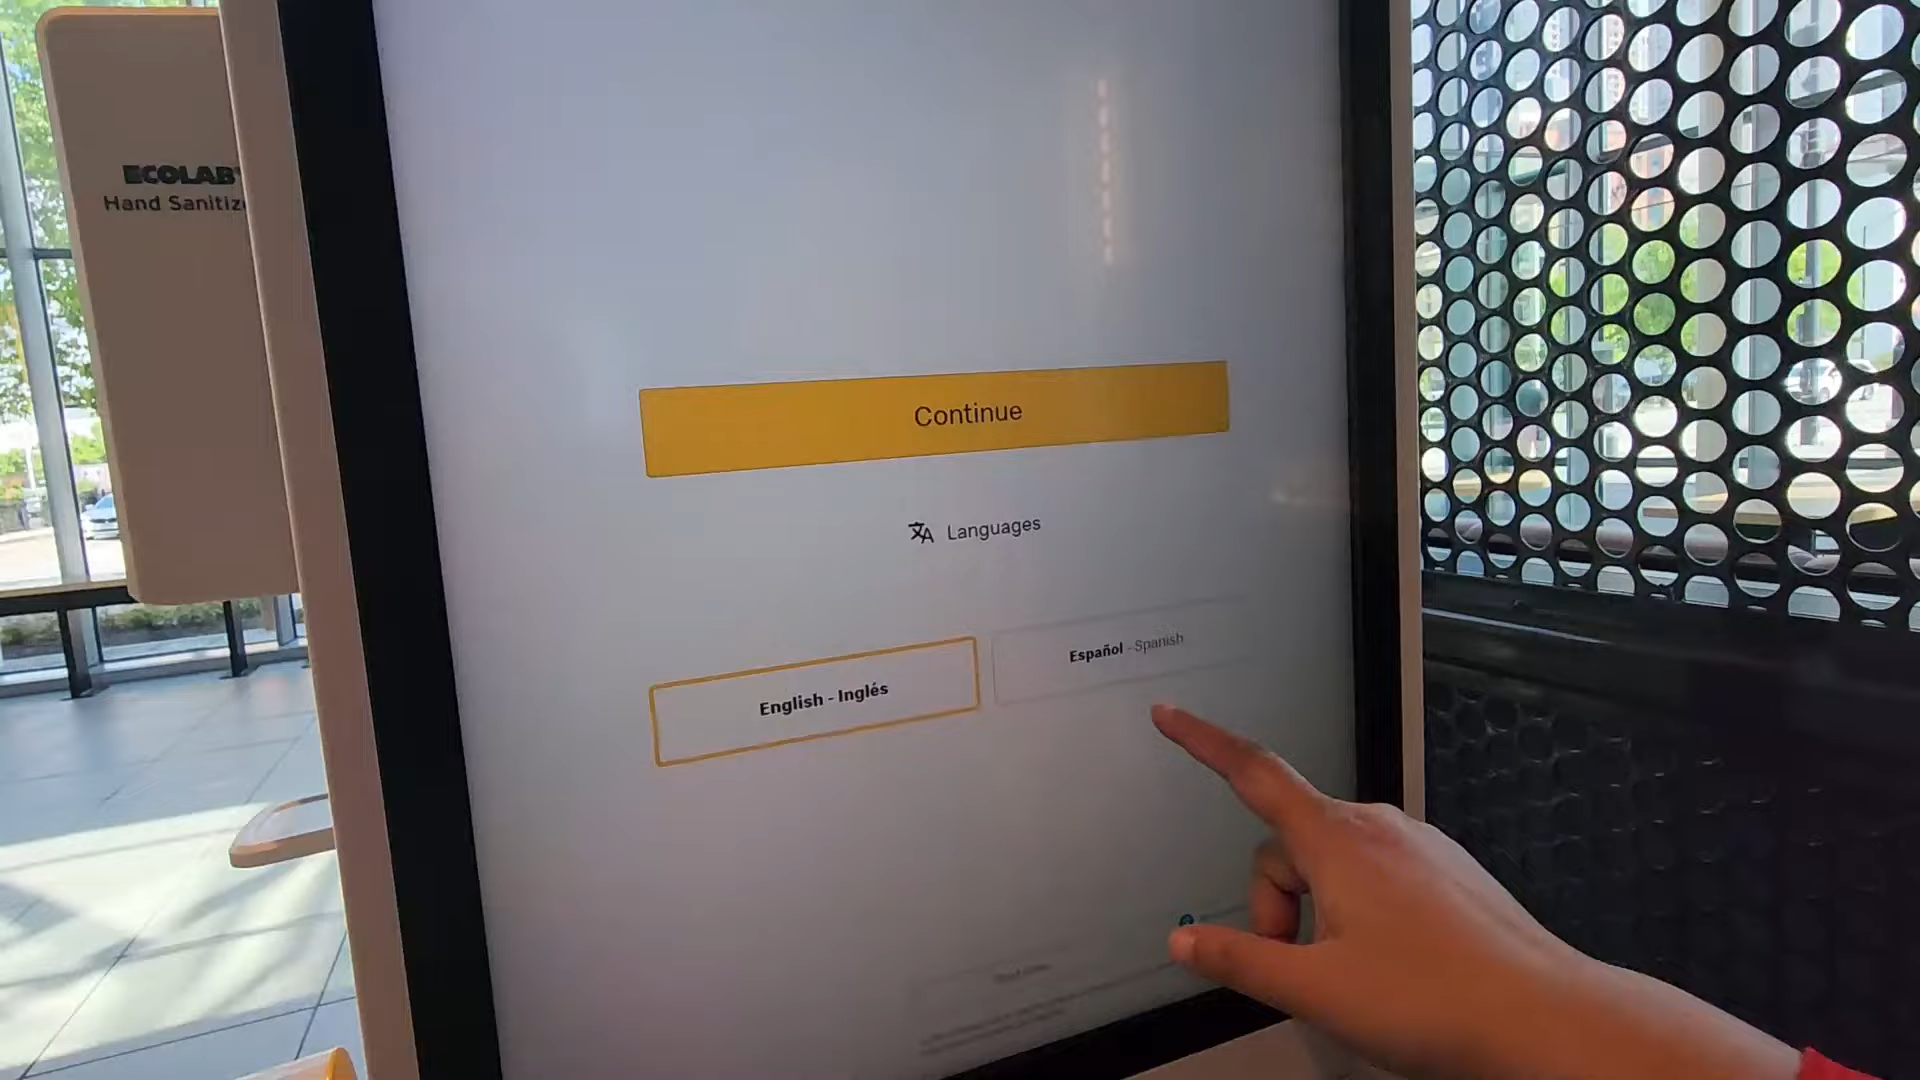 ECOLAB
Hand Sanitiz
Continue
Languages
English - Inglés
Español - Spanish